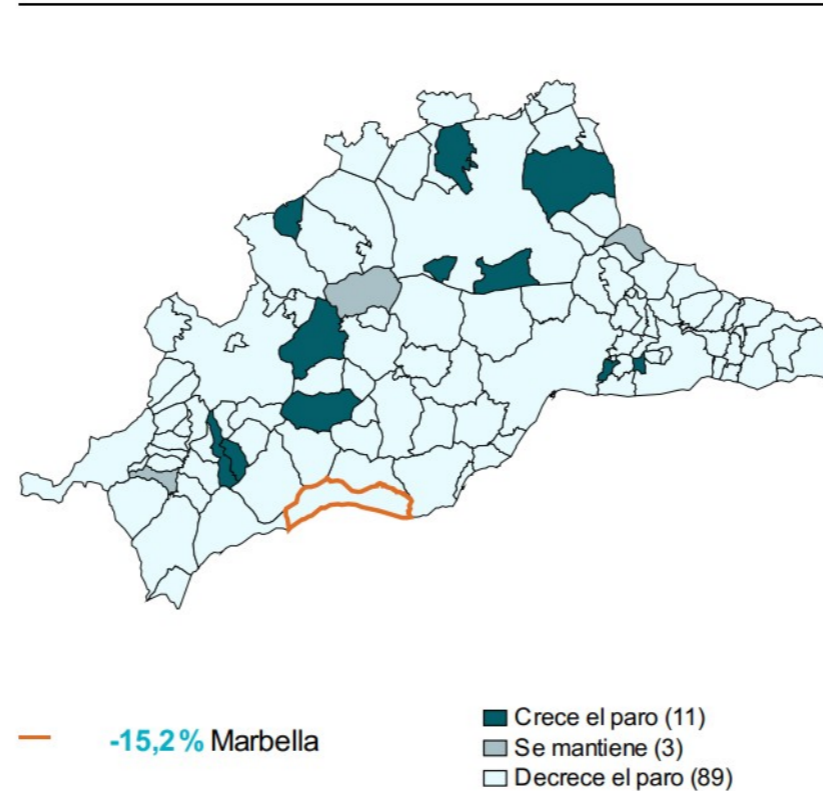 -15,2% Marbella
Crece el paro (11)
Se mantiene (3)
Decrece el paro (89)